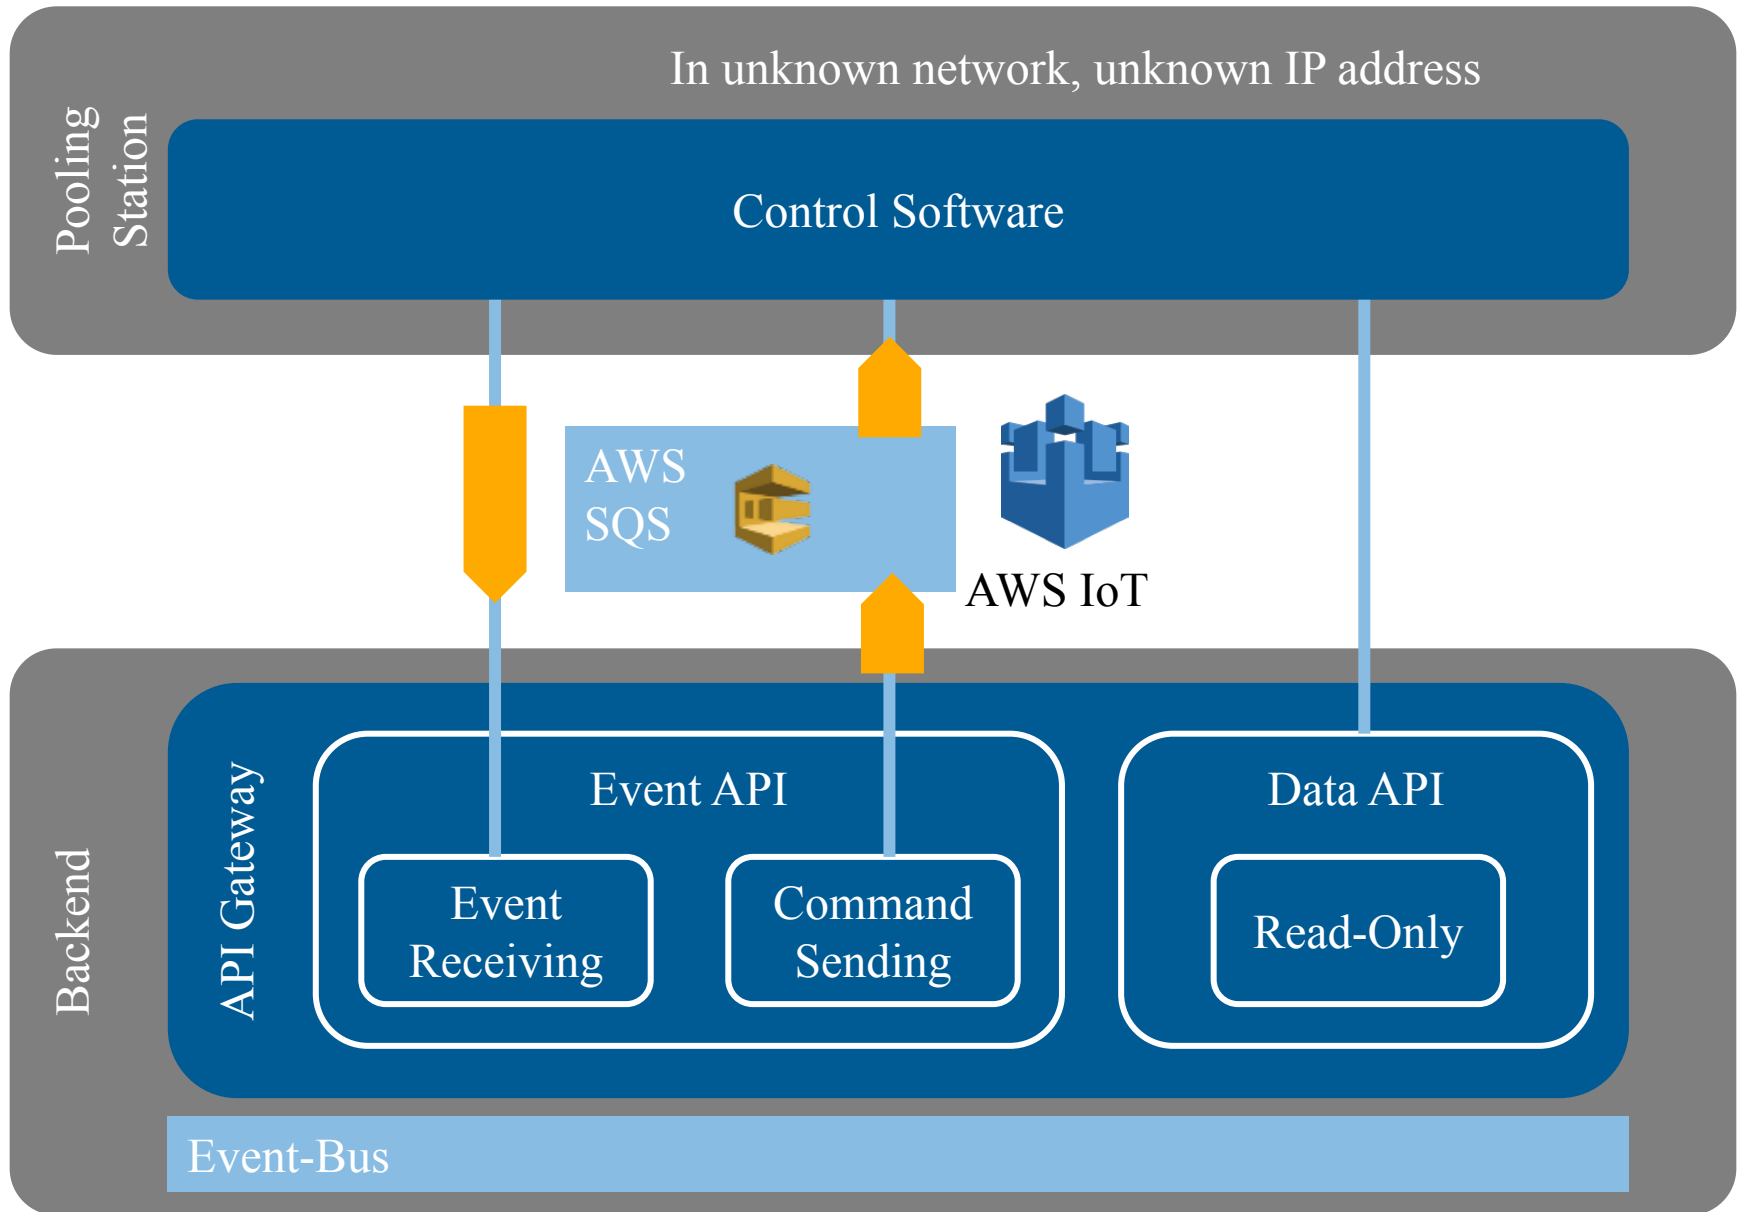 In unknown network, unknown IP address
Pooling
Station
Control Software
AWS
SQS
AWS IoT
Backend
API Gateway
Event API
Data API
Event
Receiving
Command
Sending
Read-Only
Event-Bus